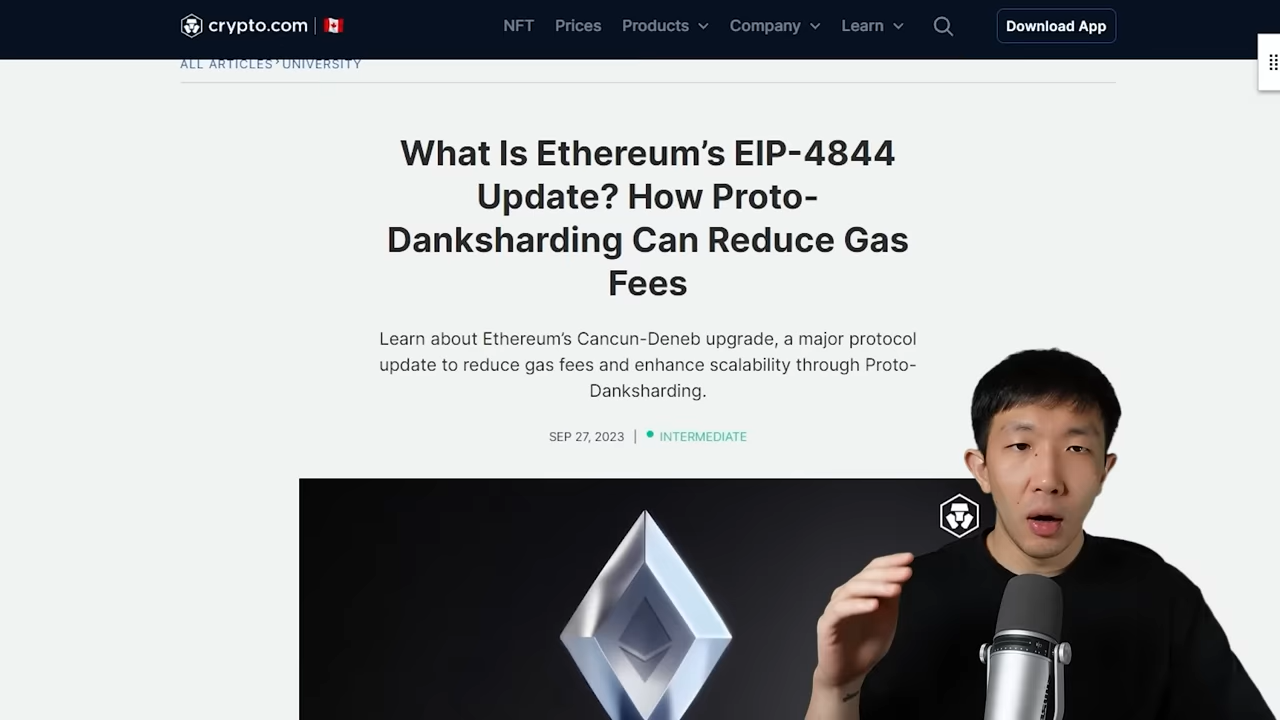 crypto.com
NFT Prices Products Company Learn Download App
ALL ARTICLES › UNIVERSITY
What Is Ethereum’s EIP-4844
Update? How Proto-
Danksharding Can Reduce Gas
Fees
Learn about Ethereum’s Cancun-Deneb upgrade, a major protocol
update to reduce gas fees and enhance scalability through Proto-
Danksharding.
SEP 27, 2023 | • INTERMEDIATE